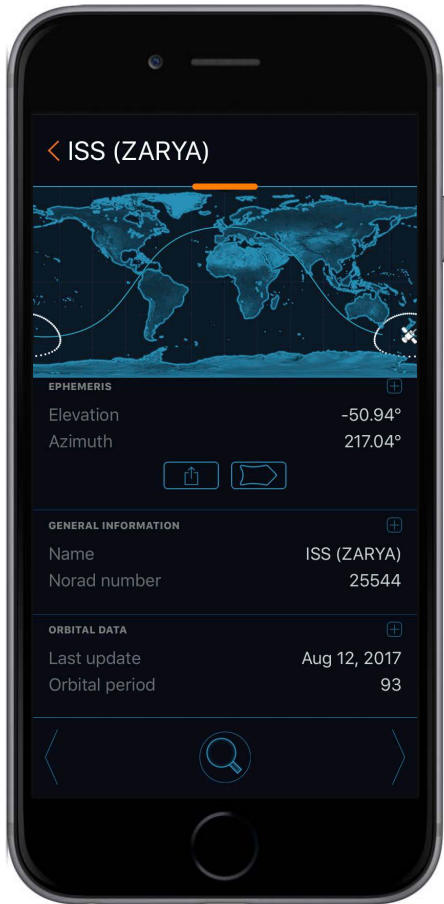 ISS (ZARYA)
EPHEMERIS
Elevation -50.94°
Azimuth 217.04°
GENERAL INFORMATION
Name ISS (ZARYA)
Norad number 25544
ORBITAL DATA
Last update Aug 12, 2017
Orbital period 93